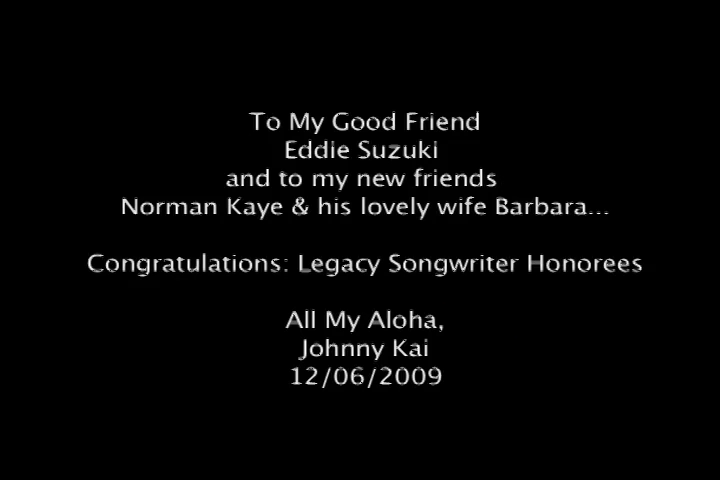 To My Good Friend
Eddie Suzuki
and to my new friends
Norman Kaye & his lovely wife Barbara...
Congratulations: Legacy Songwriter Honorees
All My Aloha,
Johnny Kai
12/06/2009